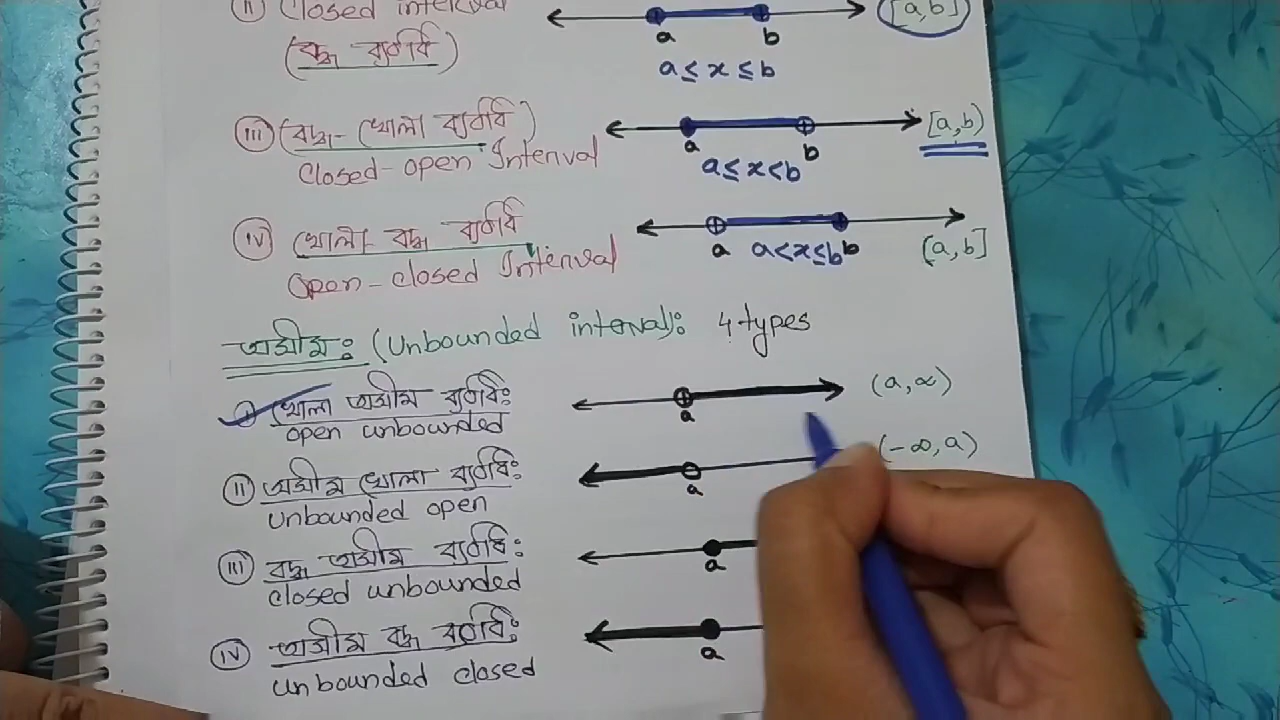 (ii) Closed interval [a,b]
(বদ্ধ ব্যবধি) a b
a ≤ x ≤ b
(iii) (বদ্ধ-খোলা ব্যবধি) [a,b)
Closed-open Interval a b
a ≤ x < b
(iv) খোলা বদ্ধ ব্যবধি
open-closed Interval a a<x≤b b (a,b]
অসীম: (Unbounded interval): 4 types
(i) খোলা অসীম ব্যবধি: (a,∞)
open unbounded a
(ii) অসীম খোলা ব্যবধি: (-∞,a)
unbounded open a
(iii) বদ্ধ অসীম ব্যবধি:
closed unbounded a
(iv) অসীম বদ্ধ ব্যবধি:
unbounded closed a